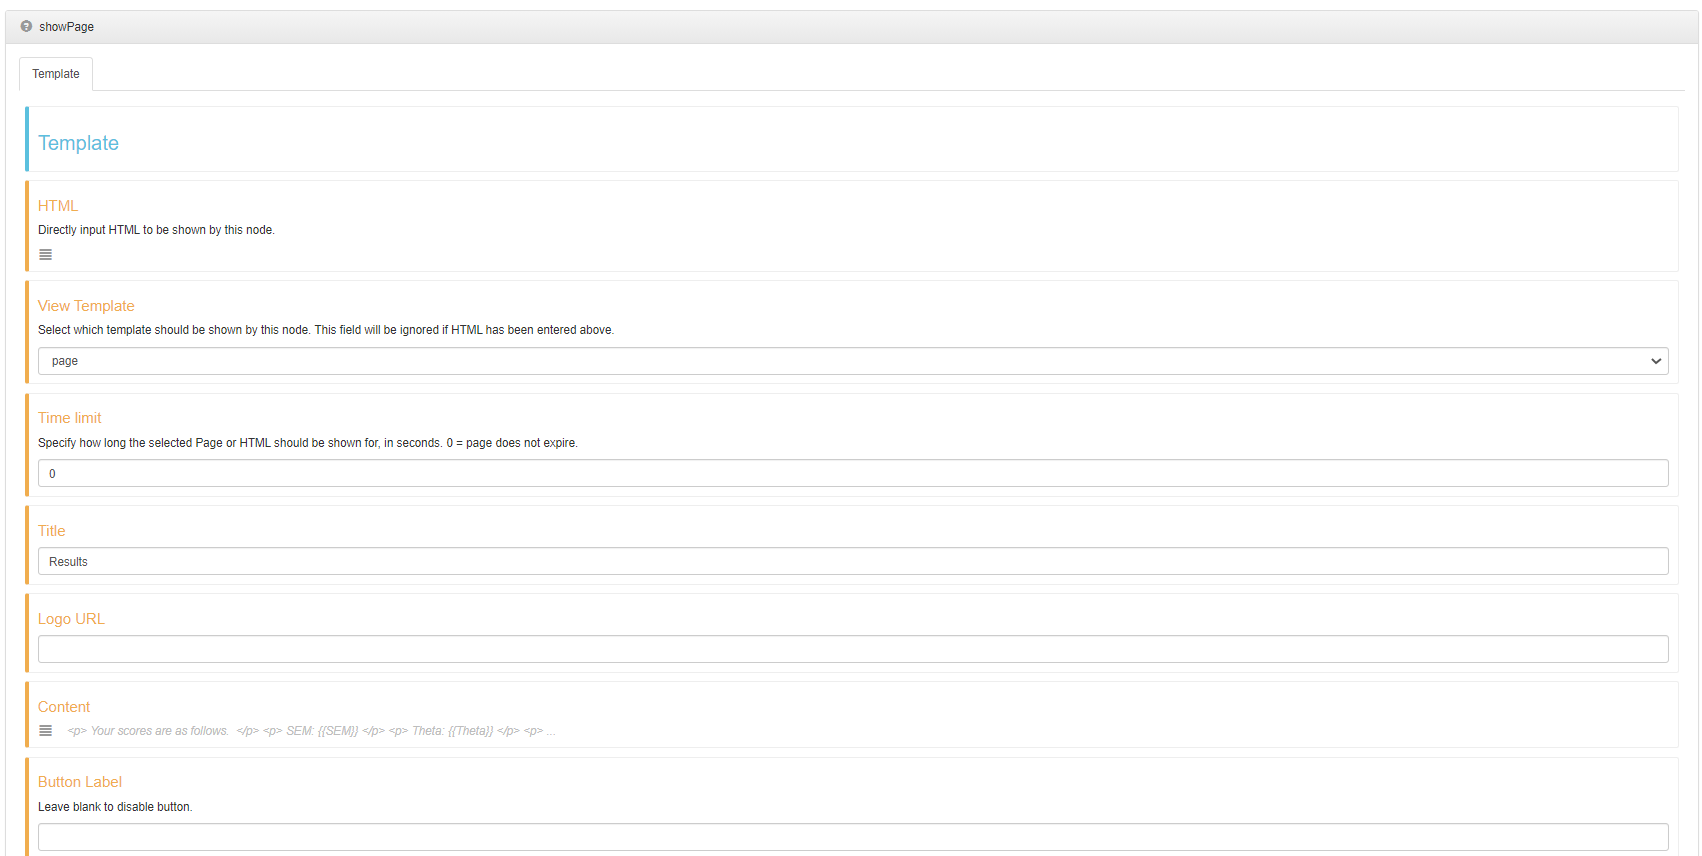 showPage
Template
Template
HTML
Directly input HTML to be shown by this node.
View Template
Select which template should be shown by this node. This field will be ignored if HTML has been entered above.
page
Time limit
Specify how long the selected Page or HTML should be shown for, in seconds. 0 = page does not expire.
0
Title
Results
Logo URL
Content
<p> Your scores are as follows.  </p> <p> SEM: {{SEM}} </p> <p> Theta: {{Theta}} </p> <p> ...
Button Label
Leave blank to disable button.